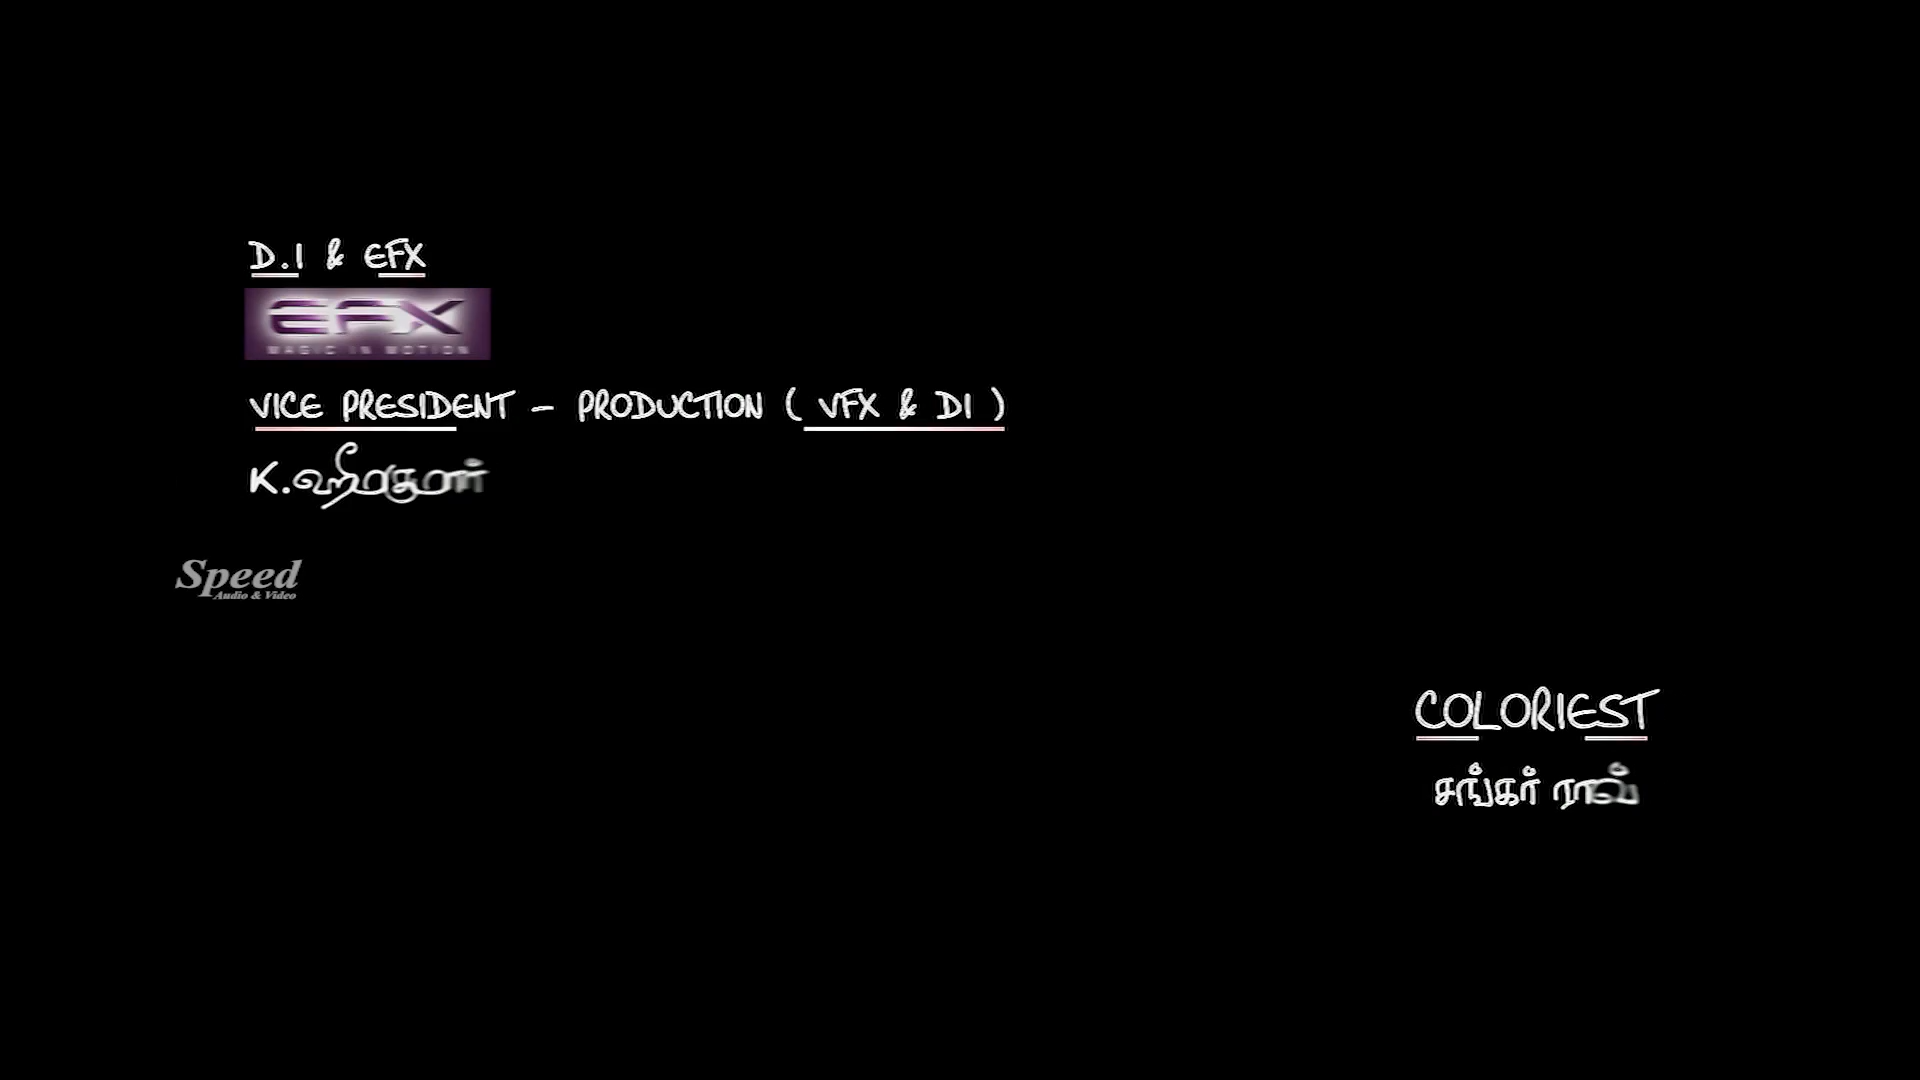 D.I & EFX
EFX
MAGIC IN MOTION
VICE PRESIDENT - PRODUCTION ( VFX & DI )
K.ஹரீமகுமார்
Speed
Audio & Video
COLORIEST
சங்கர் ராவ்